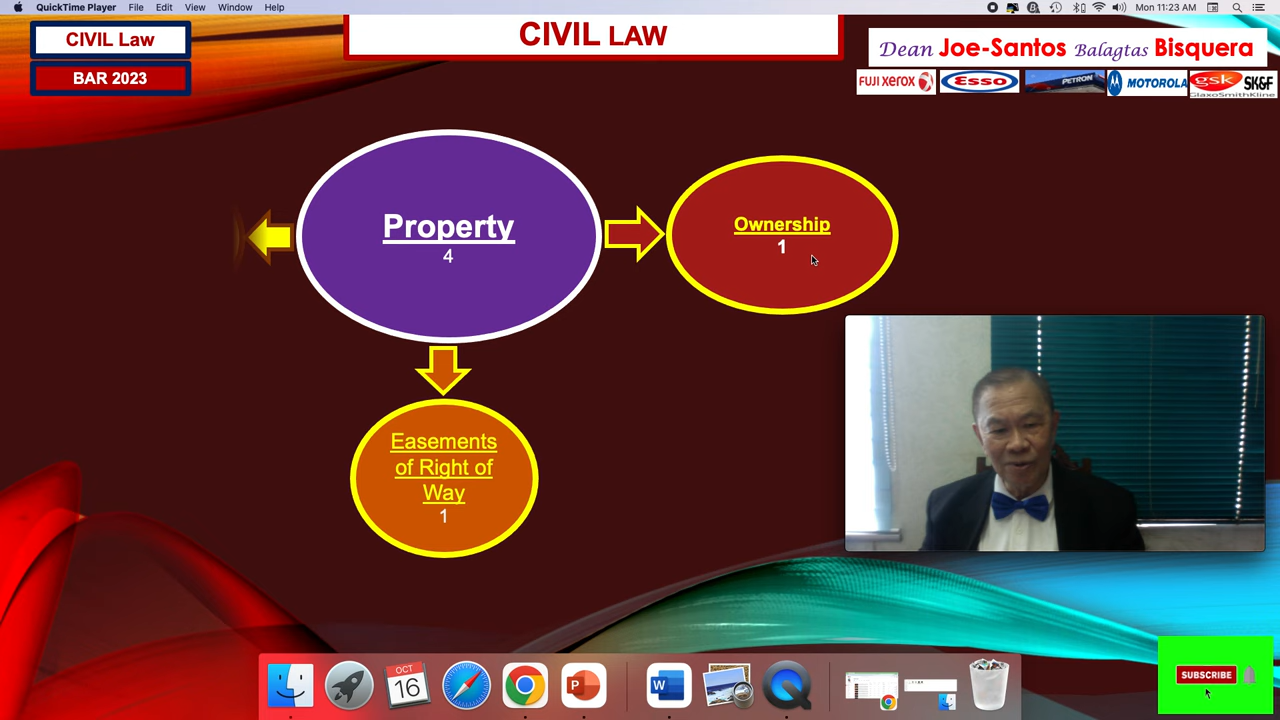 QuickTime Player File Edit View Window Help
Mon 11:23 AM
CIVIL Law
BAR 2023
CIVIL LAW
Dean Joe-Santos Balagtas Bisquera
FUJI xerox
Esso
PETRON
MOTOROLA
gsk
GlaxoSmithKline
SK&F
Property
4
Ownership
1
Easements
of Right of
Way
1
OCT
16
P
W
SUBSCRIBE